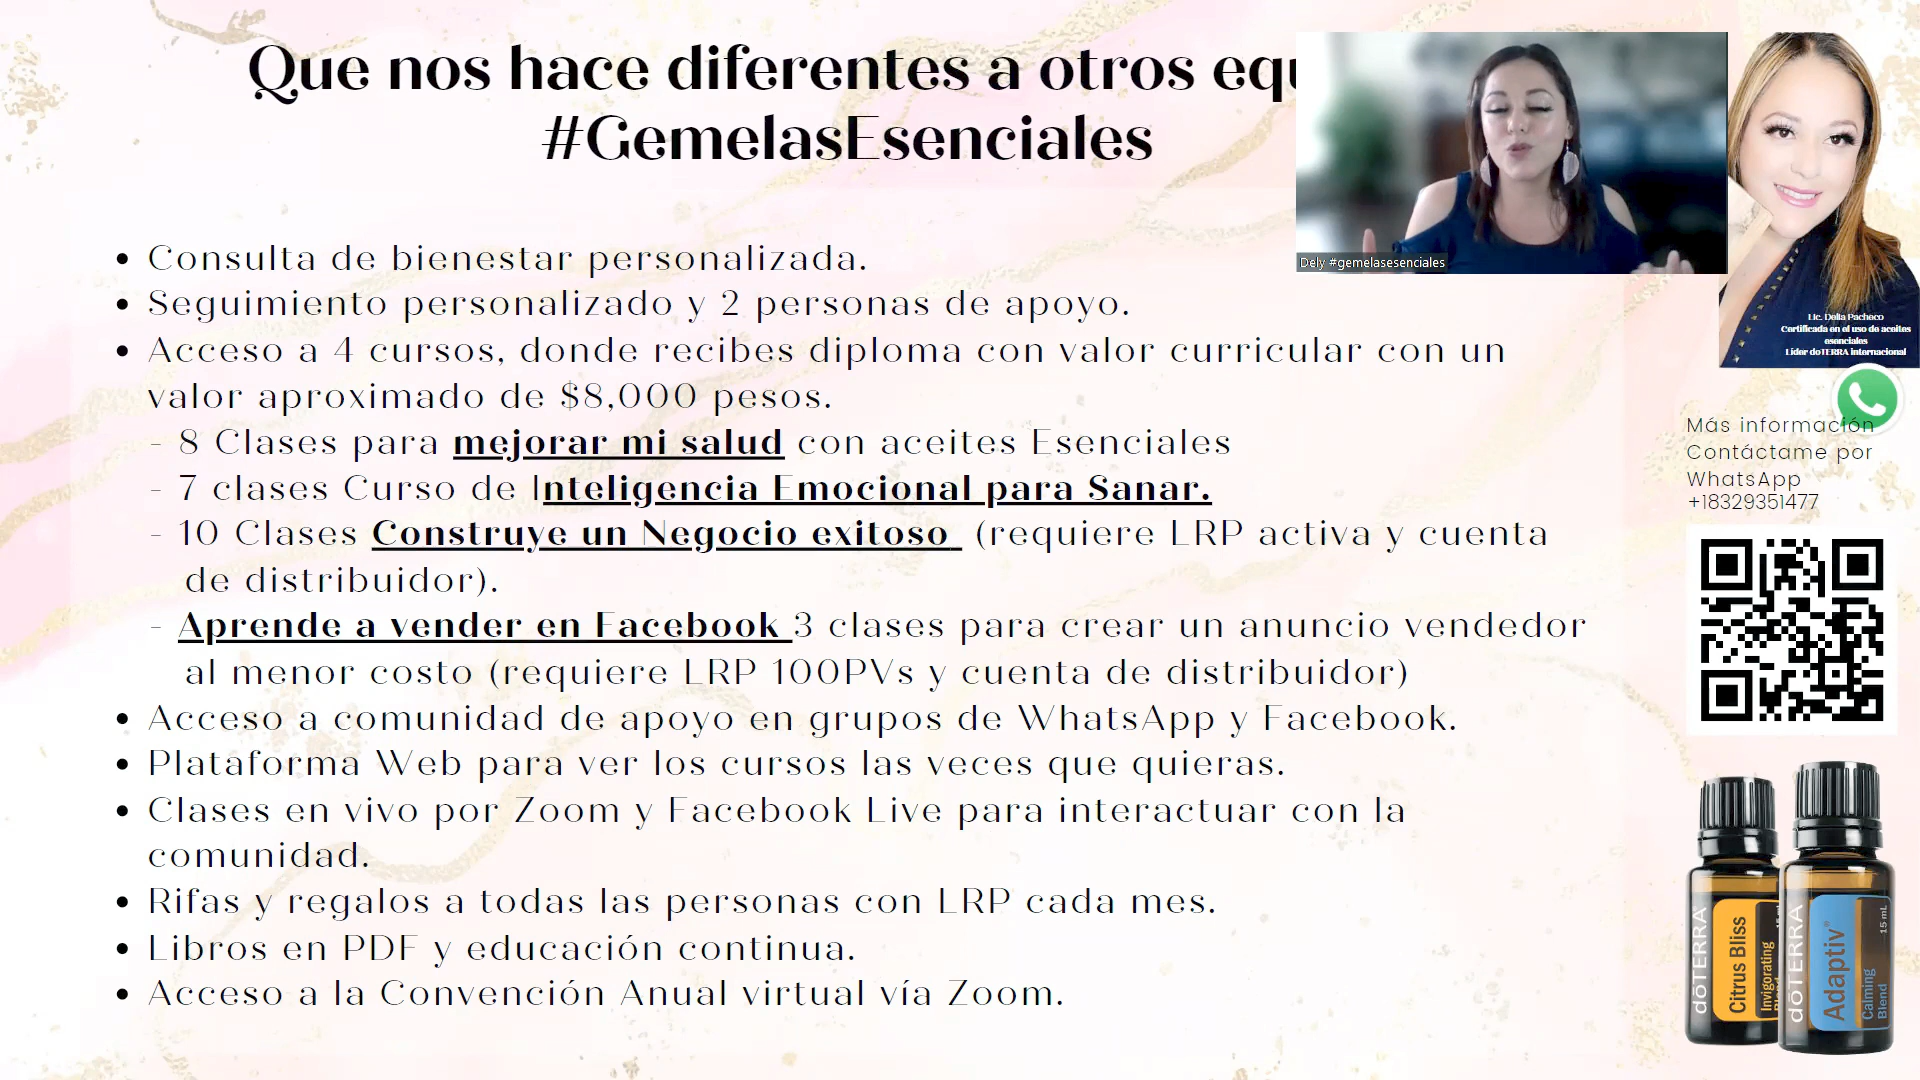 Que nos hace diferentes a otros
#GemelasEsenciales
Dely #gemelasesenciales
Lic. Delia Pacheco
Certificada en el uso de aceites
esenciales
Líder doTERRA internacional
• Consulta de bienestar personalizada.
• Seguimiento personalizado y 2 personas de apoyo.
• Acceso a 4 cursos, donde recibes diploma con valor curricular con un
valor aproximado de $8,000 pesos.
- 8 Clases para mejorar mi salud con aceites Esenciales
- 7 clases Curso de Inteligencia Emocional para Sanar.
- 10 Clases Construye un Negocio exitoso (requiere LRP activa y cuenta
de distribuidor).
- Aprende a vender en Facebook 3 clases para crear un anuncio vendedor
al menor costo (requiere LRP 100PVs y cuenta de distribuidor)
• Acceso a comunidad de apoyo en grupos de WhatsApp y Facebook.
• Plataforma Web para ver los cursos las veces que quieras.
• Clases en vivo por Zoom y Facebook Live para interactuar con la
comunidad.
• Rifas y regalos a todas las personas con LRP cada mes.
• Libros en PDF y educación continua.
• Acceso a la Convención Anual virtual vía Zoom.
Más información
Contáctame por
WhatsApp
+18329351477
dōTERRA
Citrus Bliss
Invigorating
dōTERRA
Adaptiv
Calming
Blend
15 mL